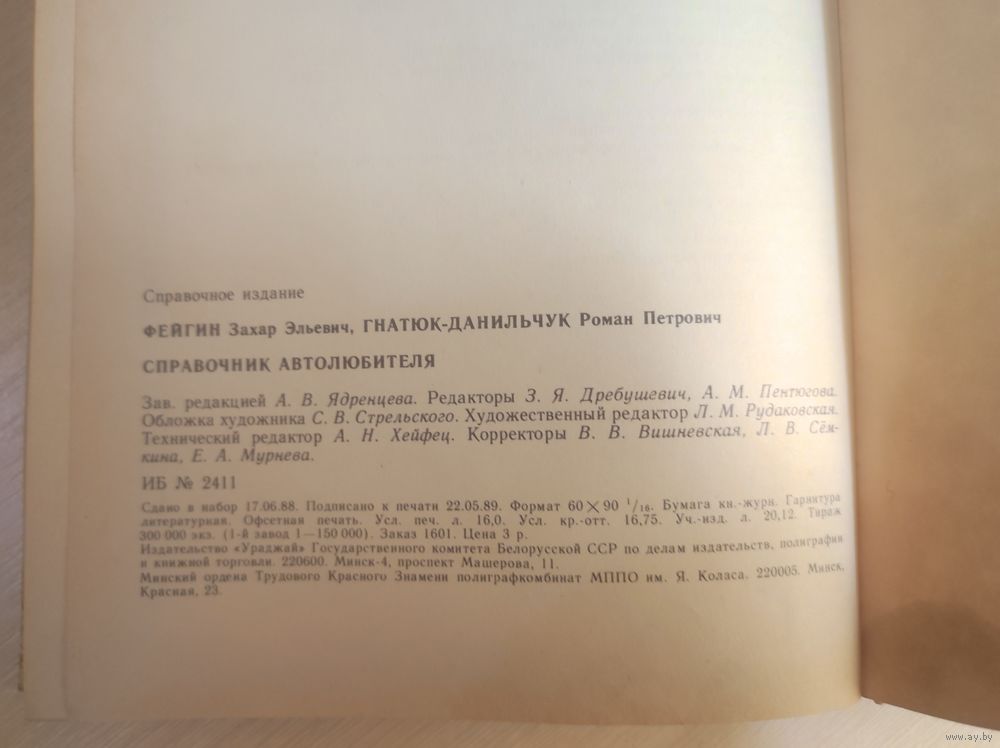 Справочное издание
ФЕЙГИН Захар Эльевич, ГНАТЮК-ДАНИЛЬЧУК Роман Петрович
СПРАВОЧНИК АВТОЛЮБИТЕЛЯ
Зав. редакцией А. В. Ядренцева. Редакторы З. Я. Дребушевич, А. М. Пентюгова.
Обложка художника С. В. Стрельского. Художественный редактор Л. М. Рудаковская.
Технический редактор А. Н. Хейфец. Корректоры В. В. Вишневская, Л. В. Сём-
кина, Е. А. Мурнева.
ИБ № 2411
Сдано в набор 17.06.88. Подписано к печати 22.05.89. Формат 60×90 1/16. Бумага кн.-журн. Гарнитура
литературная. Офсетная печать. Усл. печ. л. 16,0. Усл. кр.-отт. 16,75. Уч.-изд. л. 20,12. Тираж
300 000 экз. (1-й завод 1—150 000). Заказ 1601. Цена 3 р.
Издательство «Ураджай» Государственного комитета Белорусской ССР по делам издательств, полиграфии
и книжной торговли. 220600. Минск-4, проспект Машерова, 11.
Минский ордена Трудового Красного Знамени полиграфкомбинат МППО им. Я. Коласа. 220005. Минск,
Красная, 23.
www.ay.by